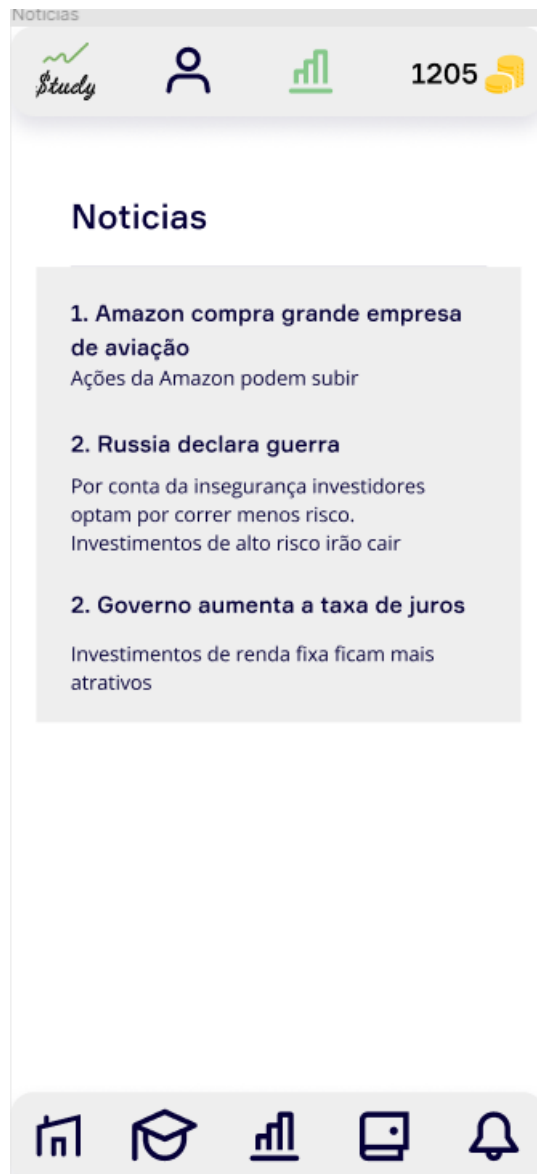 Noticias
$tudy
1205
Noticias
1. Amazon compra grande empresa
de aviação
Ações da Amazon podem subir
2. Russia declara guerra
Por conta da insegurança investidores
optam por correr menos risco.
Investimentos de alto risco irão cair
2. Governo aumenta a taxa de juros
Investimentos de renda fixa ficam mais
atrativos